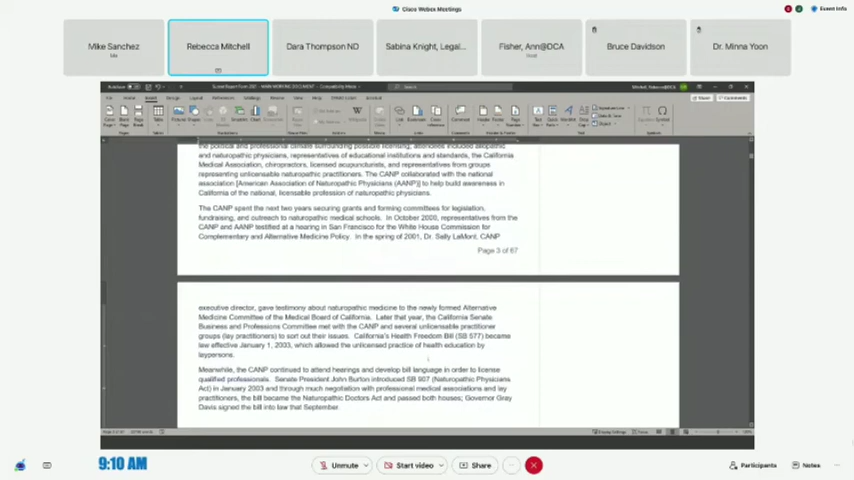 Cisco Webex Meetings
Event Info
Mike Sanchez
Me
Rebecca Mitchell
Dara Thompson ND
Sabina Knight, Legal...
Fisher, Ann@DCA
Host
Bruce Davidson
Dr. Minna Yoon
Search
Share
Comments
the political and professional climate surrounding possible licensing; attendees included allopathic
and naturopathic physicians, representatives of educational institutions and standards, the California
Medical Association, chiropractors, licensed acupuncturists, and representatives from groups
representing unlicensable naturopathic practitioners. The CANP collaborated with the national
association [American Association of Naturopathic Physicians (AANP)] to help build awareness in
California of the national, licensable profession of naturopathic physicians.
The CANP spent the next two years securing grants and forming committees for legislation,
fundraising, and outreach to naturopathic medical schools. In October 2000, representatives from the
CANP and AANP testified at a hearing in San Francisco for the White House Commission for
Complementary and Alternative Medicine Policy. In the spring of 2001, Dr. Sally LaMont, CANP
Page 3 of 67
executive director, gave testimony about naturopathic medicine to the newly formed Alternative
Medicine Committee of the Medical Board of California. Later that year, the California Senate
Business and Professions Committee met with the CANP and several unlicensable practitioner
groups (lay practitioners) to sort out their issues. California's Health Freedom Bill (SB 577) became
law effective January 1, 2003, which allowed the unlicensed practice of health education by
laypersons.
Meanwhile, the CANP continued to attend hearings and develop bill language in order to license
qualified professionals. Senate President John Burton introduced SB 907 (Naturopathic Physicians
Act) in January 2003 and through much negotiation with professional medical associations and lay
practitioners, the bill became the Naturopathic Doctors Act and passed both houses; Governor Gray
Davis signed the bill into law that September
9:10 AM
Unmute
Start video
Share
Participants
Notes